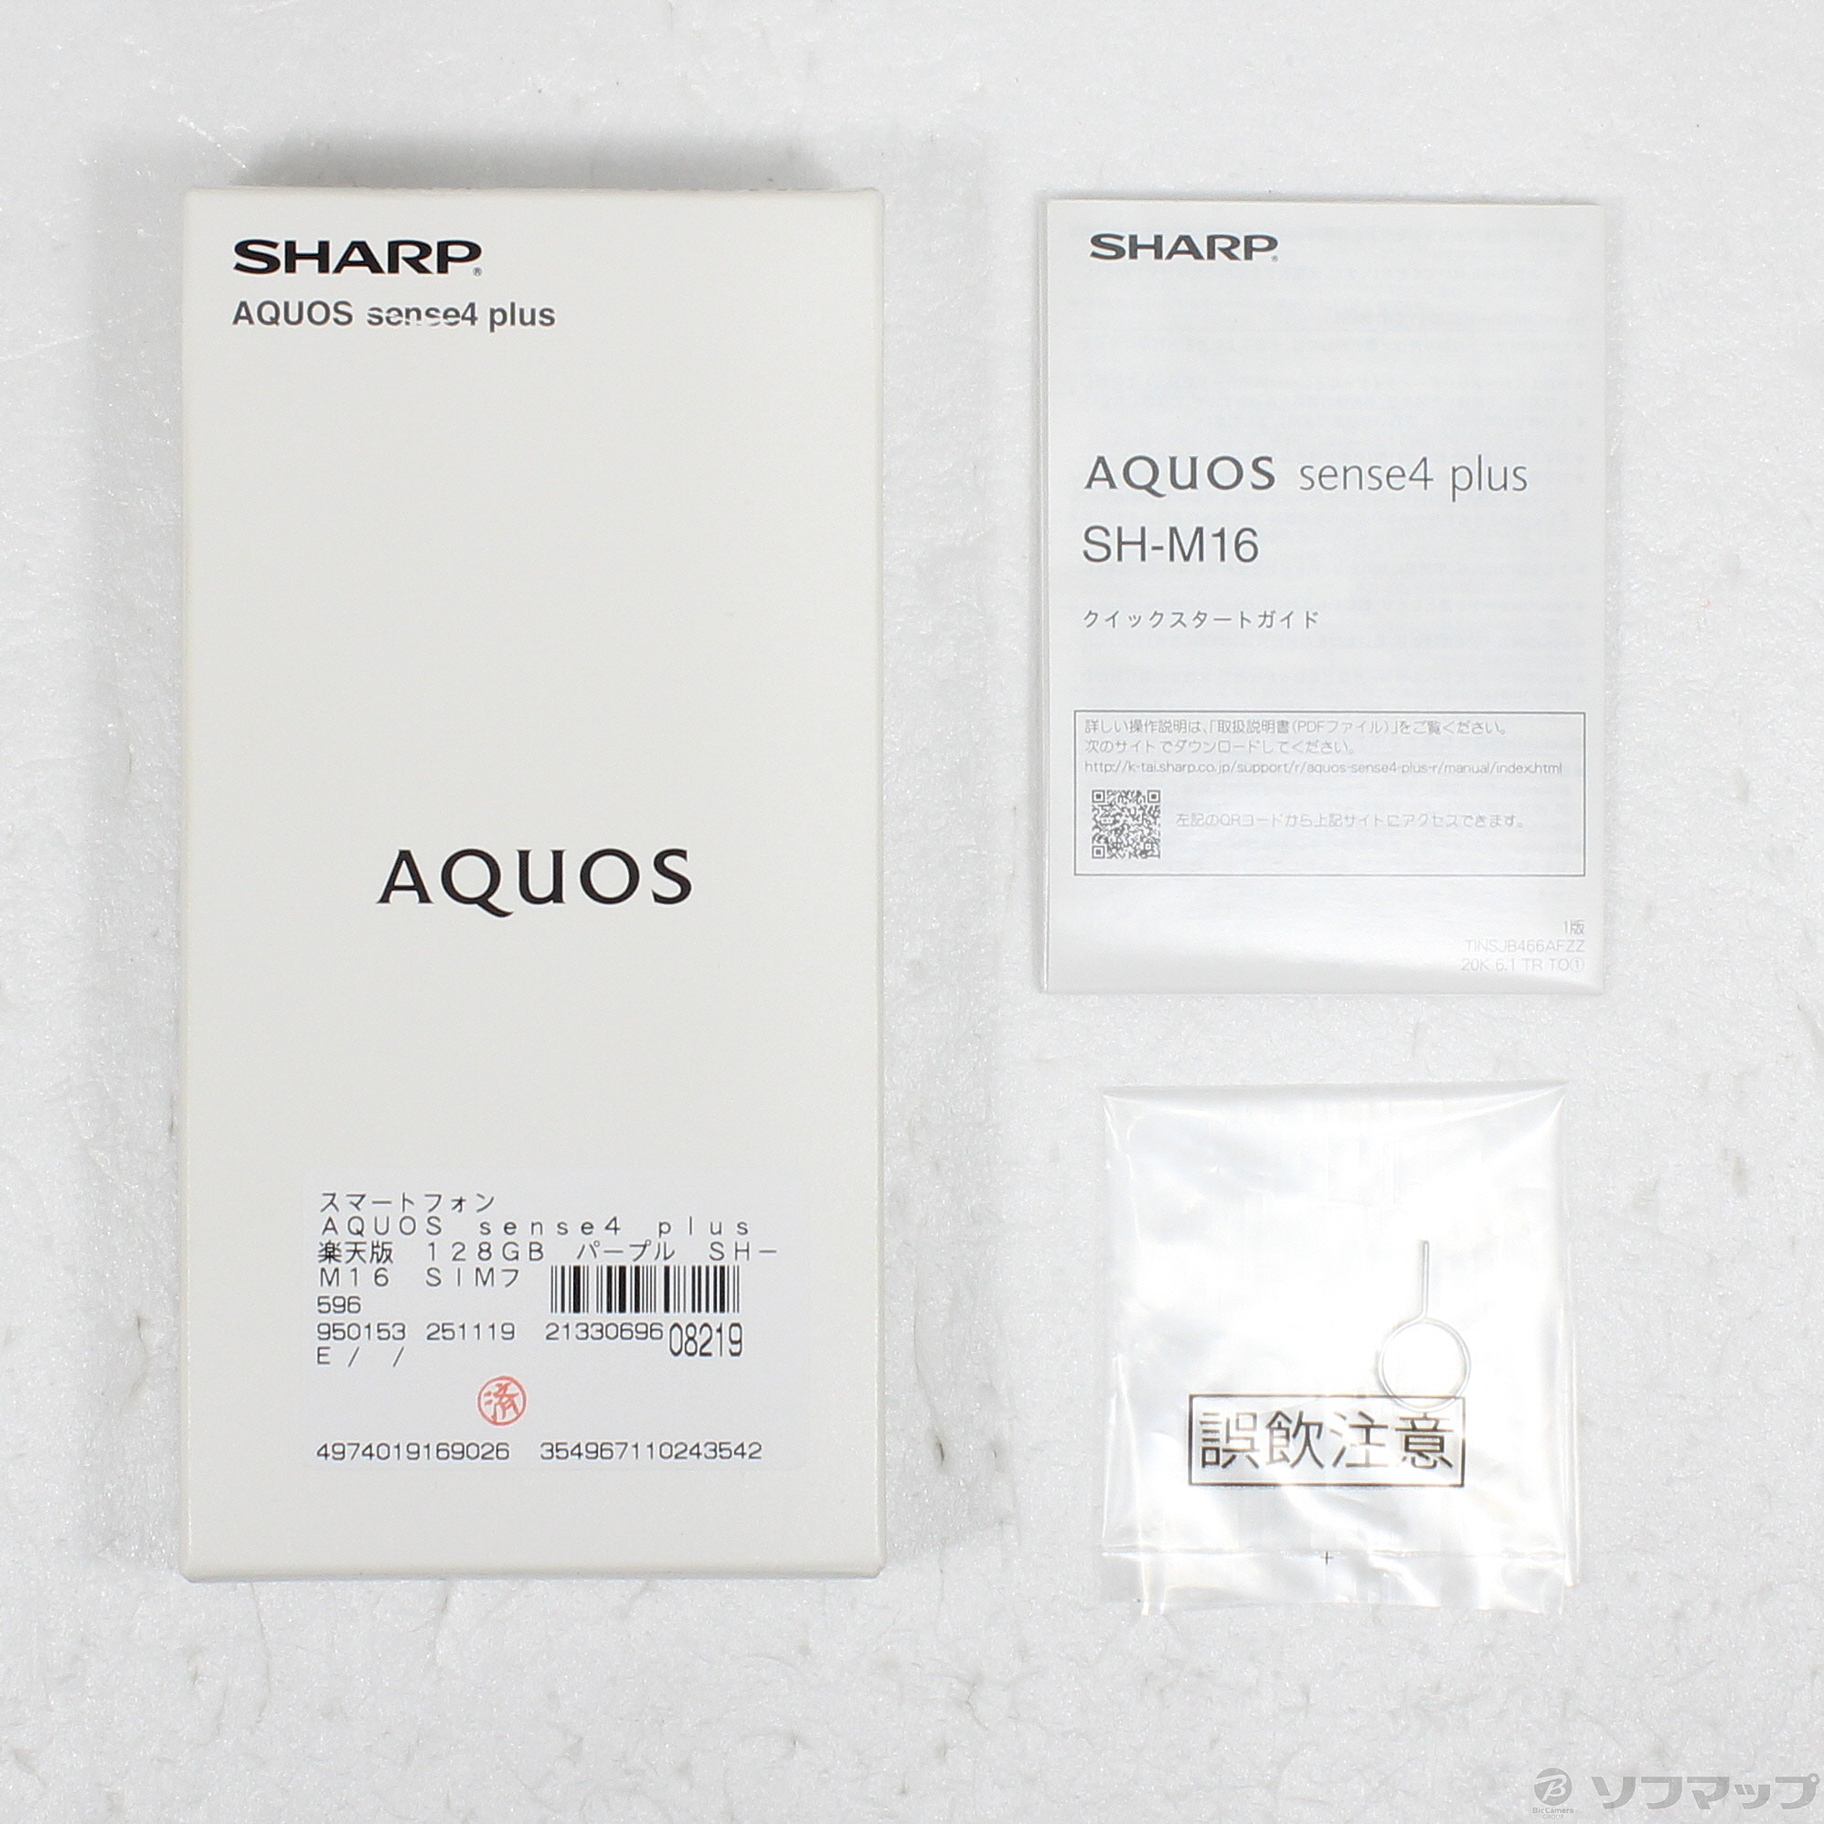 SHARP®
AQUOS sense4 plus
AQUOS
スマートフォン
AQUOS sense4 plus
楽天版 128GB パープル SH-
M16 SIMフ
596
950153 251119 21330696 08219
E / /
済
4974019169026 354967110243542
SHARP®
AQUOS sense4 plus
SH-M16
クイックスタートガイド
詳しい操作説明は、「取扱説明書(PDFファイル)」をご覧ください。
次のサイトでダウンロードしてください。
http://k-tai.sharp.co.jp/support/r/aquos-sense4-plus-r/manual/index.html
左記のQRコードから上記サイトにアクセスできます。
1版
TINSJB466AFZZ
20K 6.1 TR TO①
誤飲注意
BicCamera
GROUP
ソフマップ